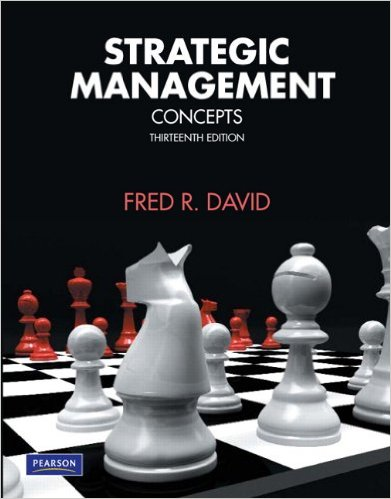 STRATEGIC
MANAGEMENT
CONCEPTS
THIRTEENTH EDITION
FRED R. DAVID
PEARSON